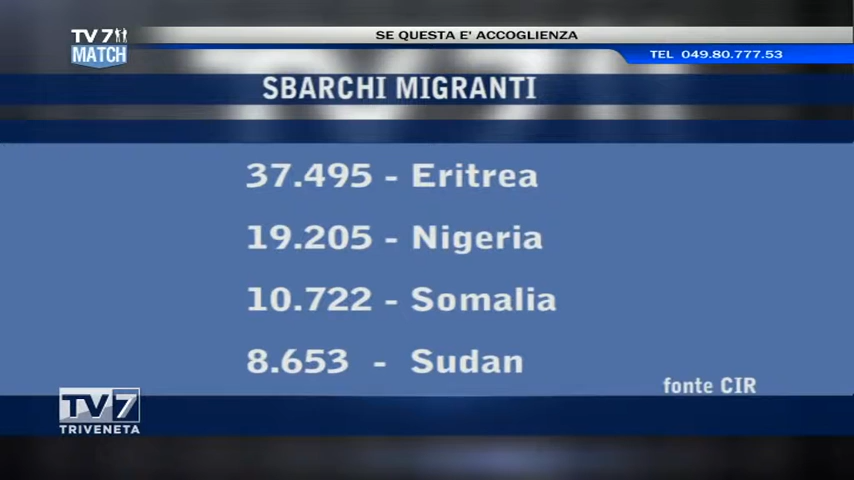 TV7
MATCH
SE QUESTA E' ACCOGLIENZA
TEL 049.80.777.53
SBARCHI MIGRANTI
37.495 - Eritrea
19.205 - Nigeria
10.722 - Somalia
8.653 - Sudan
fonte CIR
TV7
TRIVENETA